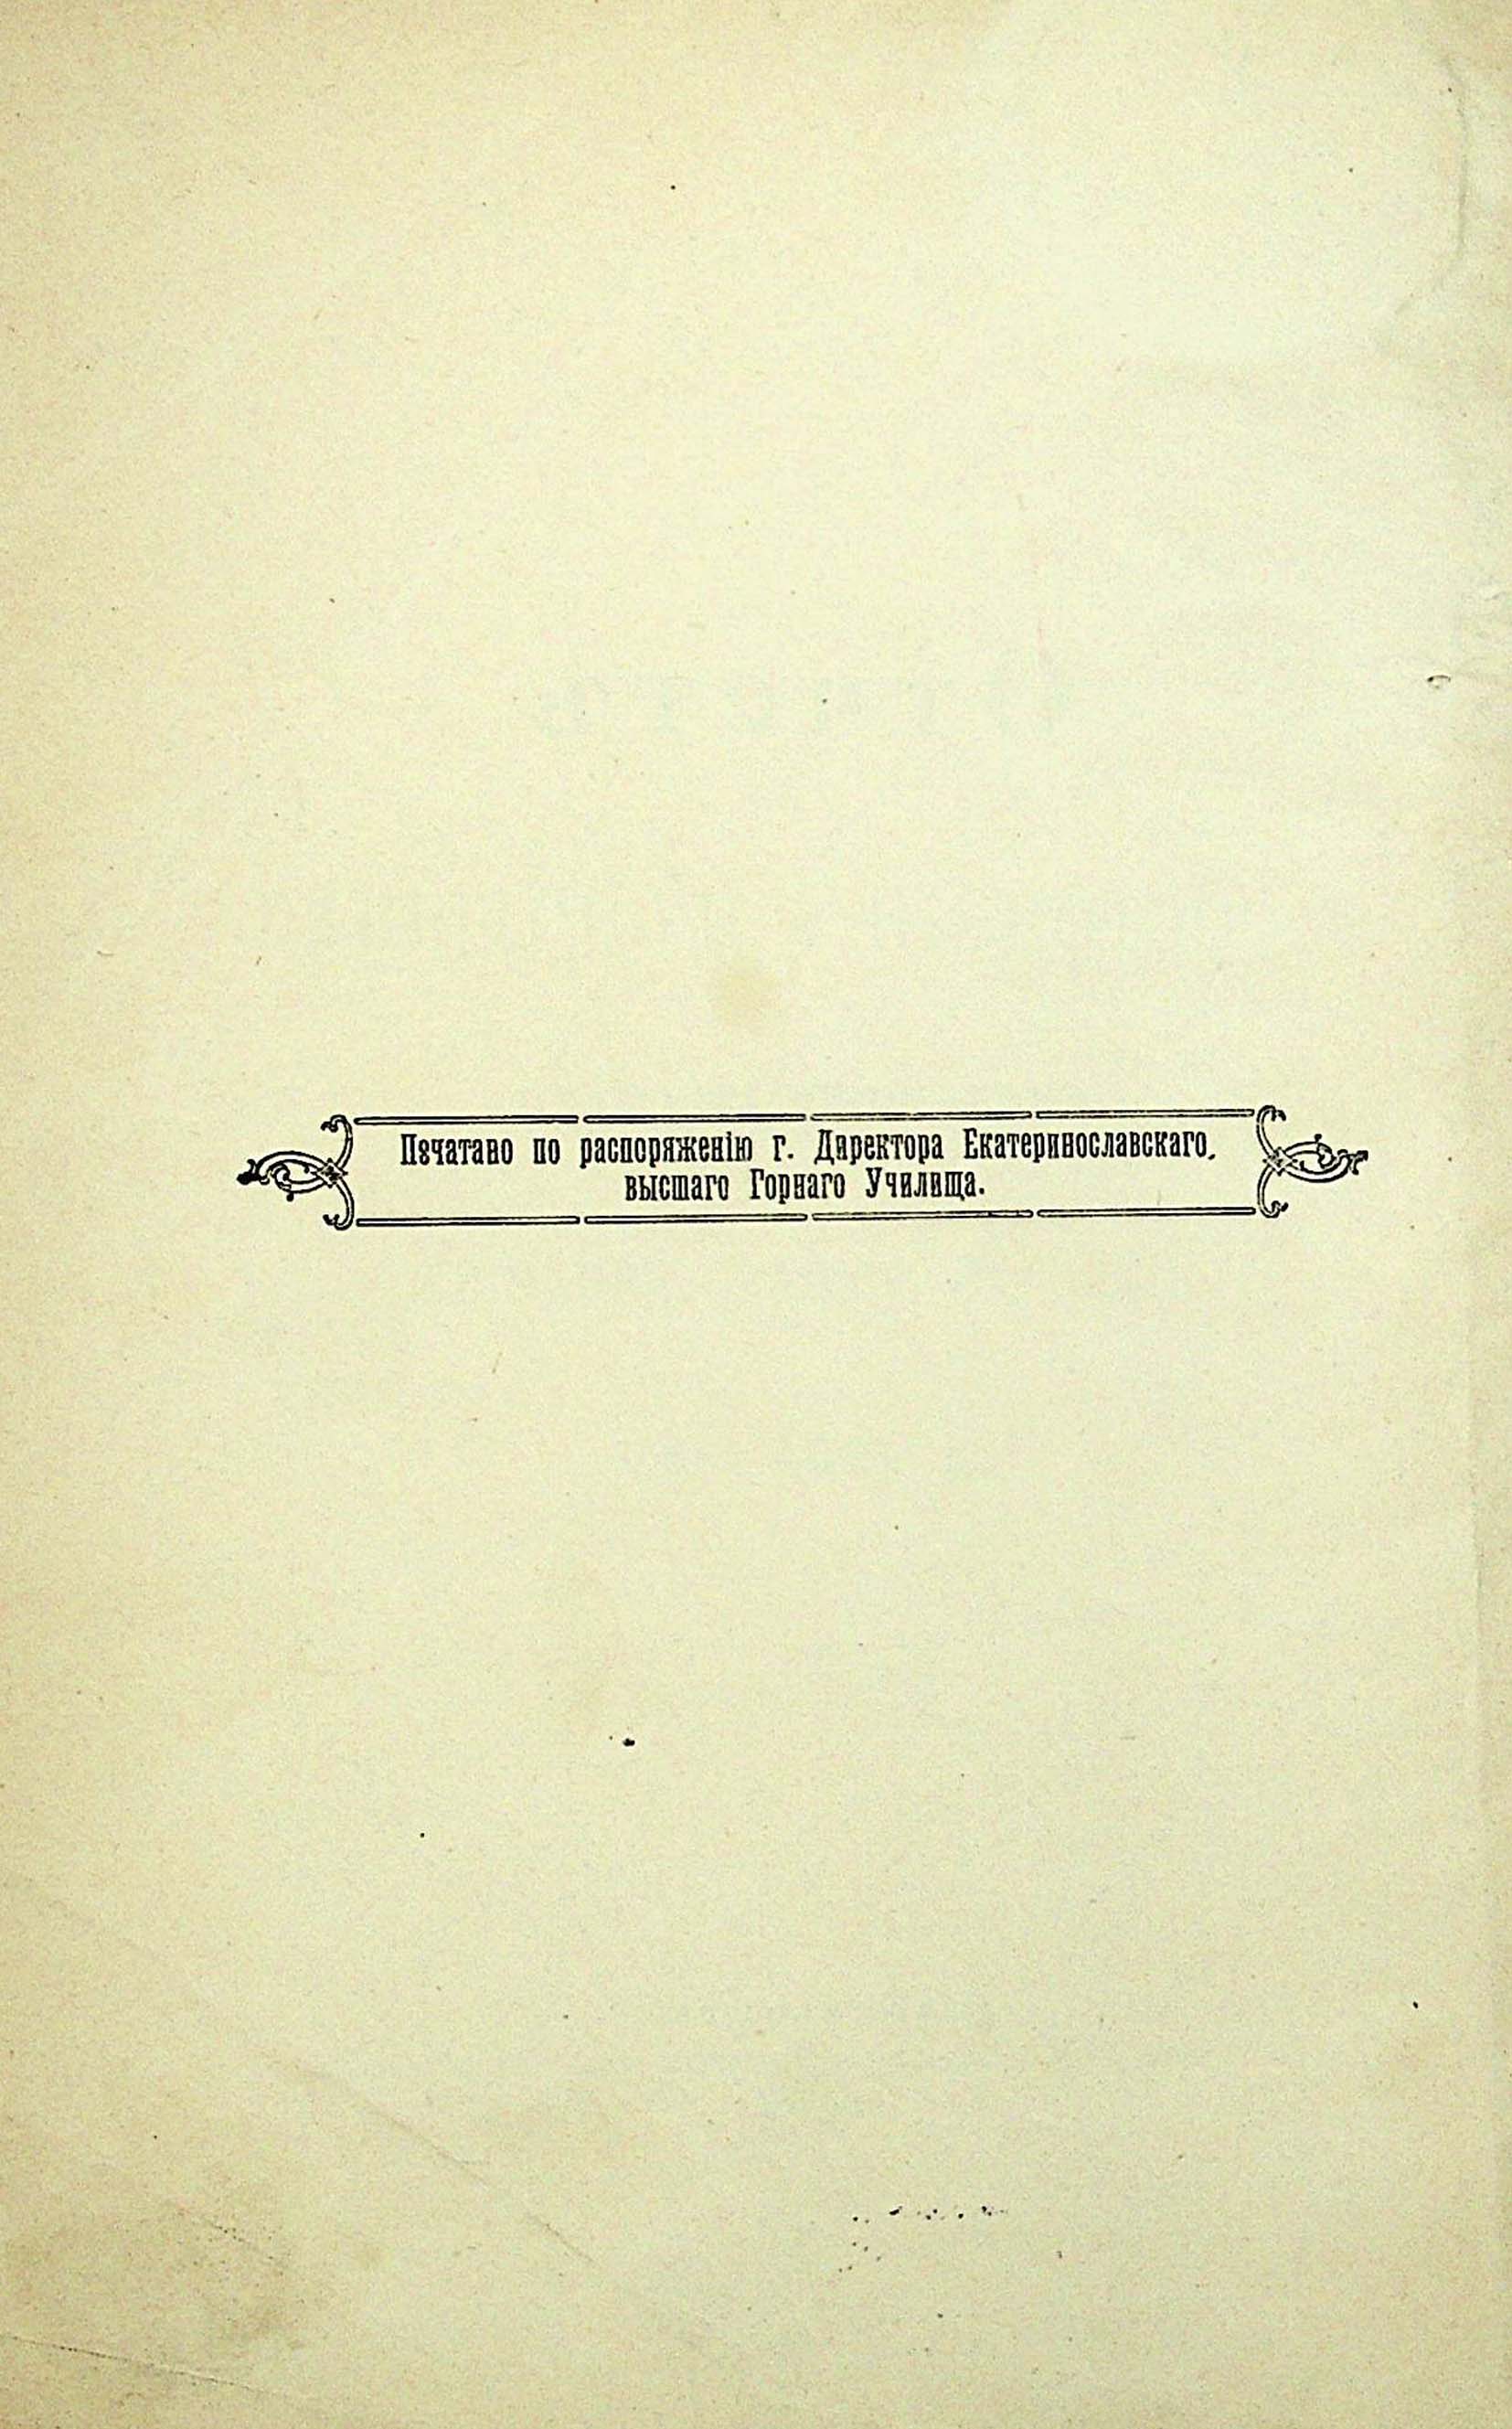 Печатано по распоряженію г. Директора Екатеринославскаго.
высшаго Горнаго Училища.